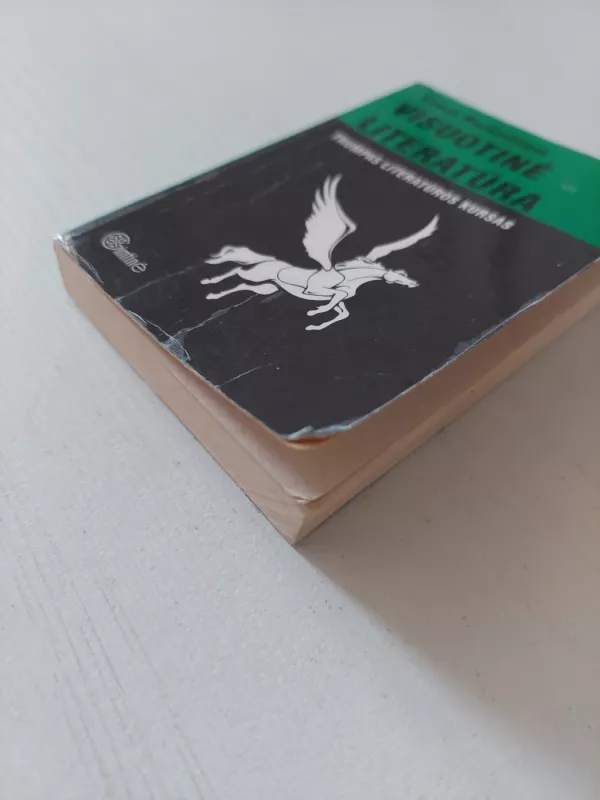 VISUOTINĖ
LITERATŪRA
TRUMPAS LITERATŪROS KURSAS